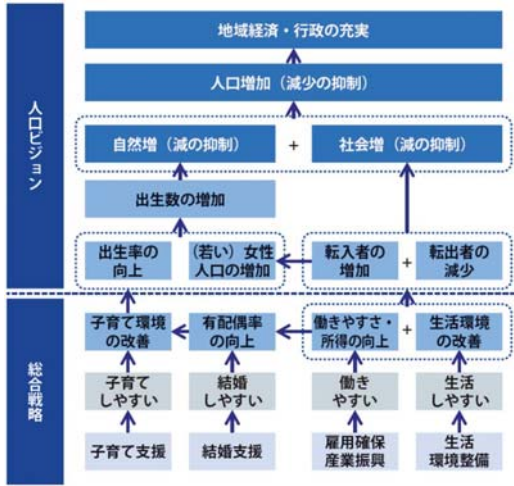 人口ビジョン
地域経済・行政の充実
人口増加（減少の抑制）
自然増（減の抑制）
+
社会増（減の抑制）
出生数の増加
出生率の
向上
（若い）女性
人口の増加
転入者の
増加
+
転出者の
減少
総合戦略
子育て環境
の改善
有配偶率
の向上
働きやすさ・
所得の向上
+
生活環境
の改善
子育て
しやすい
結婚
しやすい
働き
やすい
生活
しやすい
子育て支援
結婚支援
雇用確保
産業振興
生活
環境整備